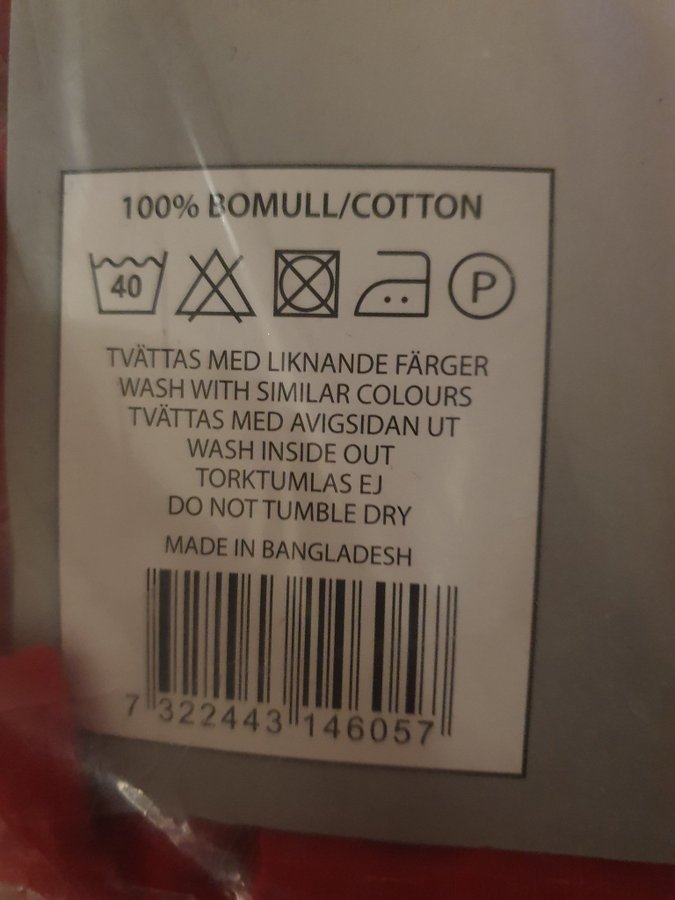 100% BOMULL/COTTON
40 P
TVÄTTAS MED LIKNANDE FÄRGER
WASH WITH SIMILAR COLOURS
TVÄTTAS MED AVIGSIDAN UT
WASH INSIDE OUT
TORKTUMLAS EJ
DO NOT TUMBLE DRY
MADE IN BANGLADESH
7 322443 146057